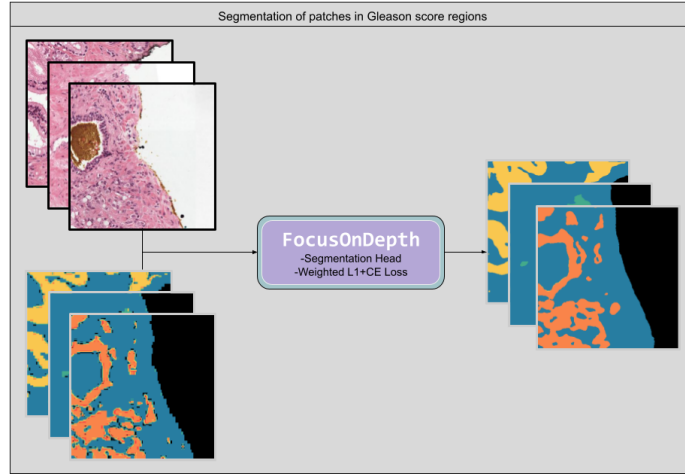 Segmentation of patches in Gleason score regions
FocusOnDepth
-Segmentation Head
-Weighted L1+CE Loss